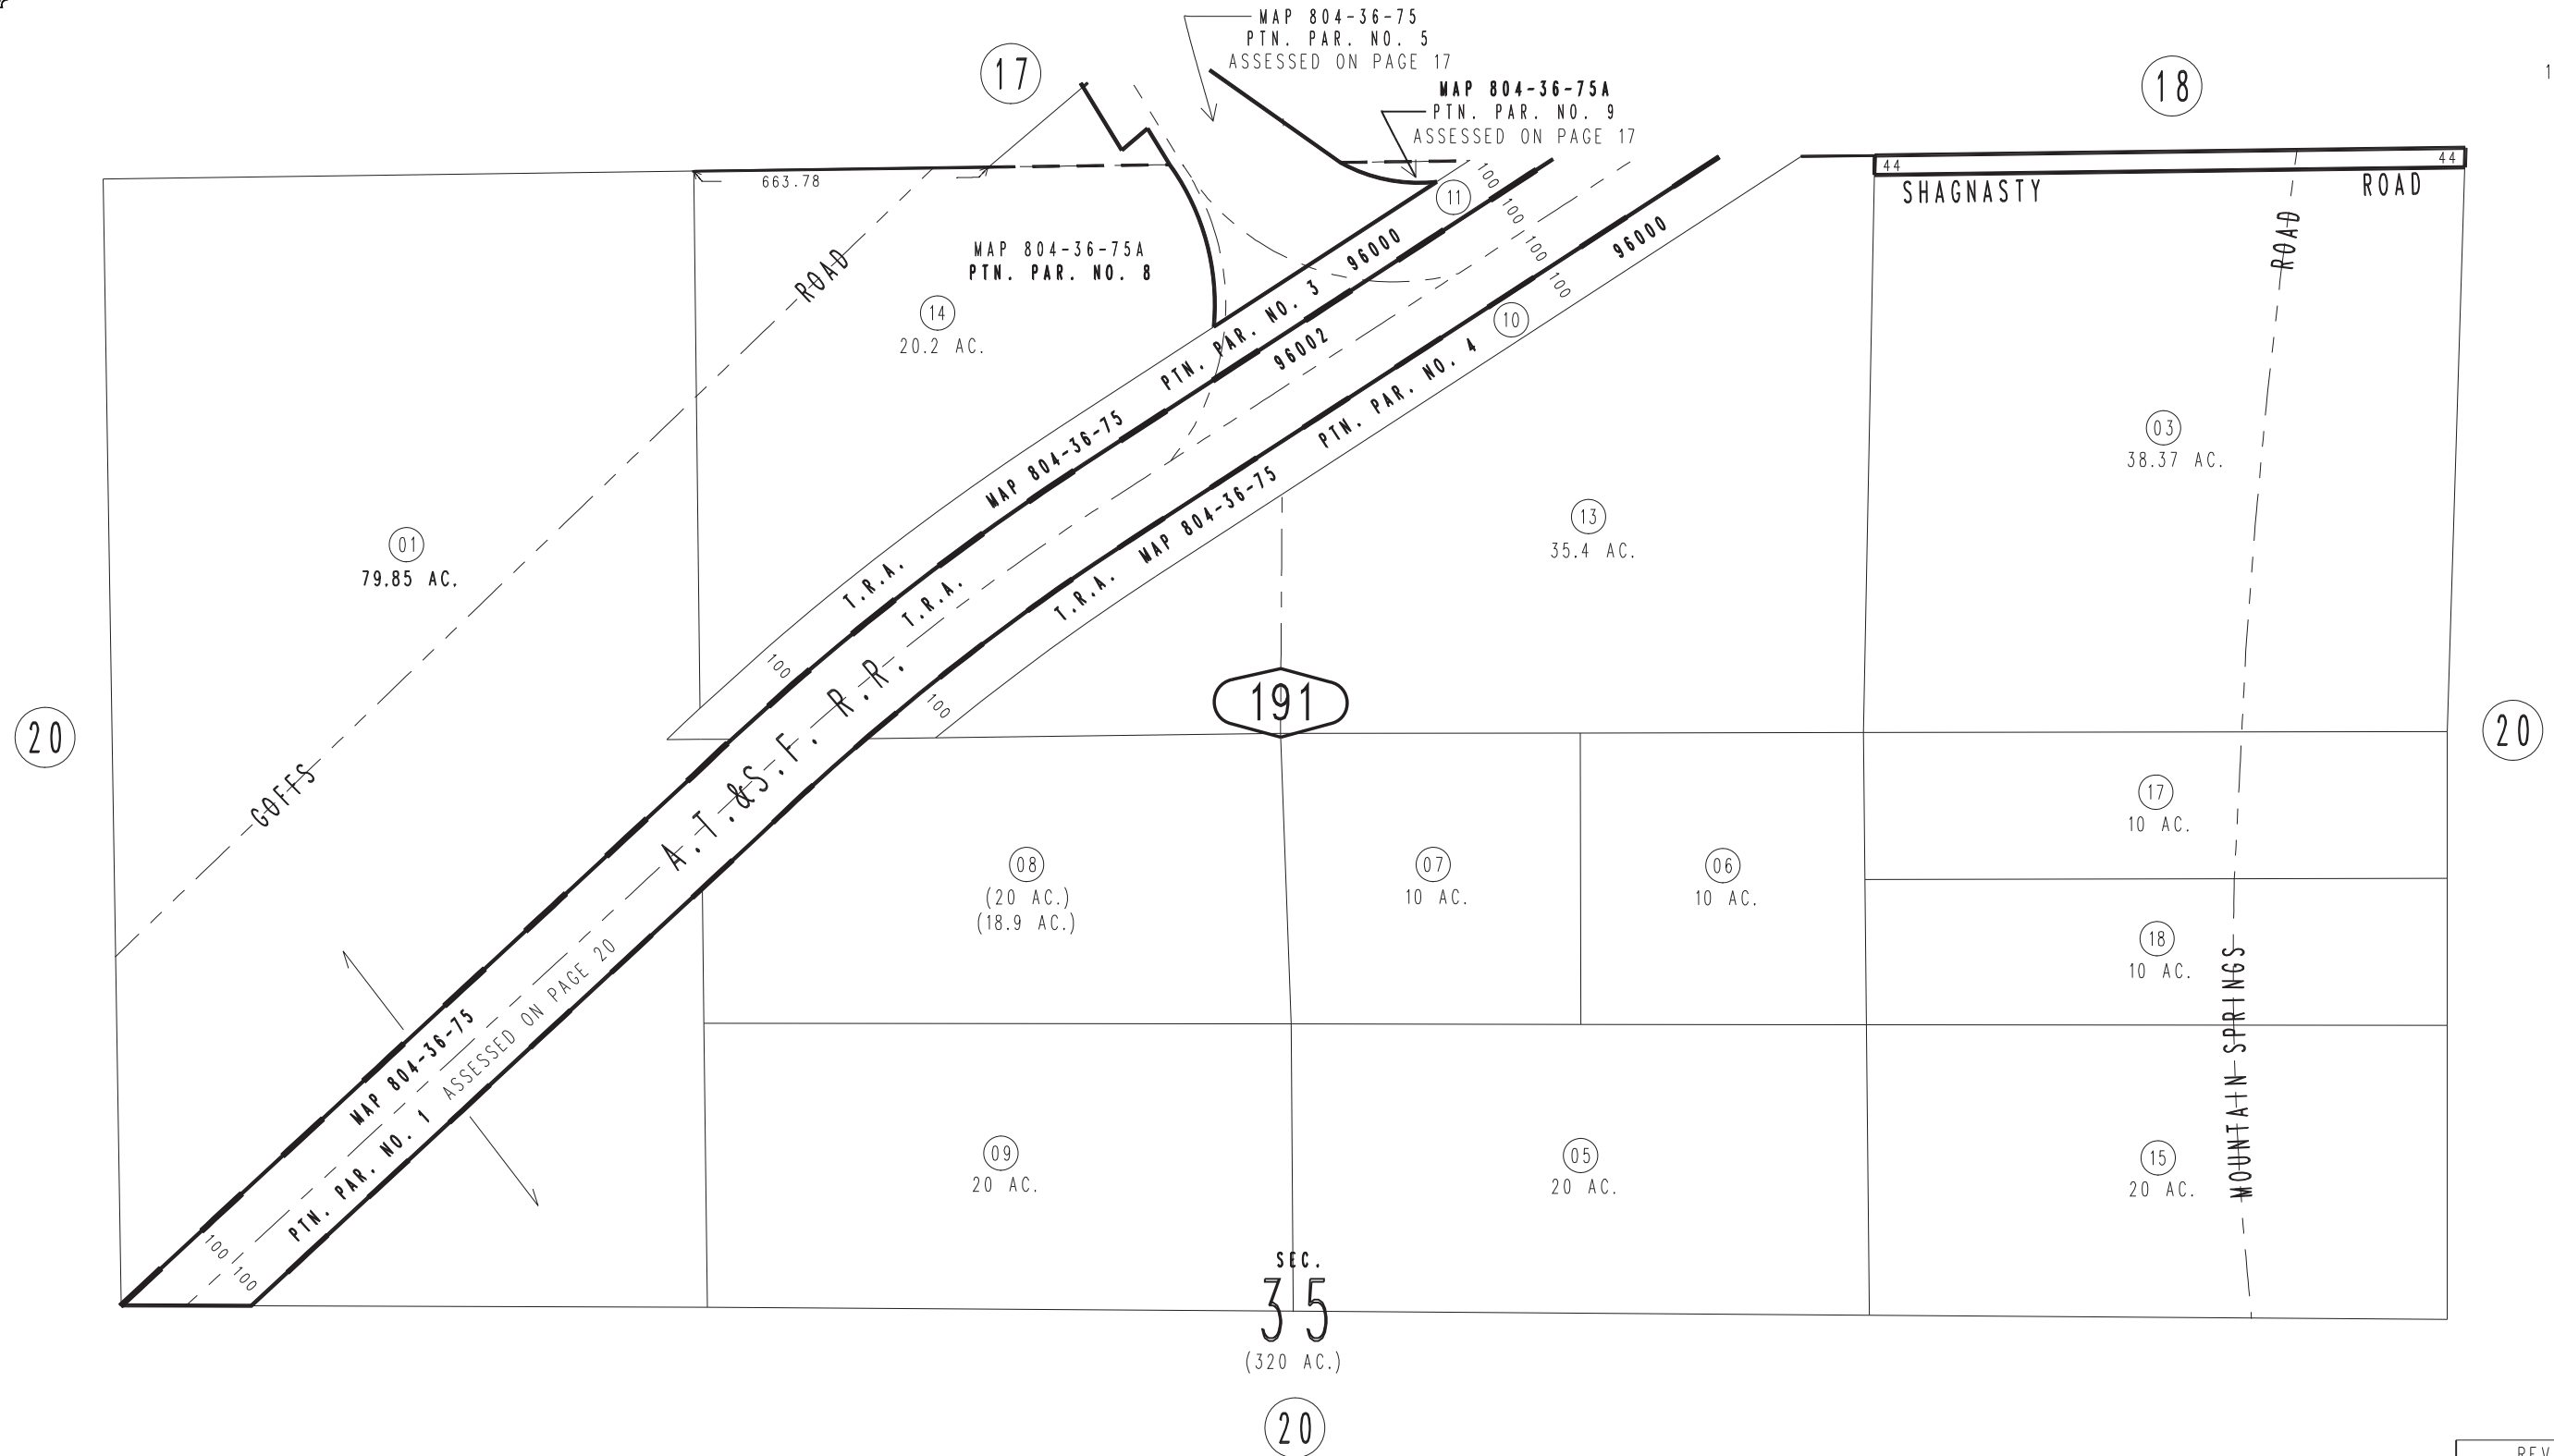 MAP 804-36-75
PTN. PAR. NO. 5
ASSESSED ON PAGE 17
17
18
1
MAP 804-36-75A
PTN. PAR. NO. 9
ASSESSED ON PAGE 17
663.78
44
44
SHAGNASTY ROAD
11
100
100
100
100
96000
96000
MAP 804-36-75A
PTN. PAR. NO. 8
14
20.2 AC.
ROAD
ROAD
10
T.R.A. MAP 804-36-75 PTN. PAR. NO. 3
T.R.A. 96002
T.R.A. MAP 804-36-75 PTN. PAR. NO. 4
03
38.37 AC.
13
35.4 AC.
01
79.85 AC.
100
100
191
20
20
GOFFS
A.T.&S.F. R.R.
17
10 AC.
08
(20 AC.)
(18.9 AC.)
07
10 AC.
06
10 AC.
18
10 AC.
MAP 804-36-75
PTN. PAR. NO. 1 ASSESSED ON PAGE 20
MOUNTAIN SPRINGS
09
20 AC.
05
20 AC.
15
20 AC.
100
100
SEC.
35
(320 AC.)
20